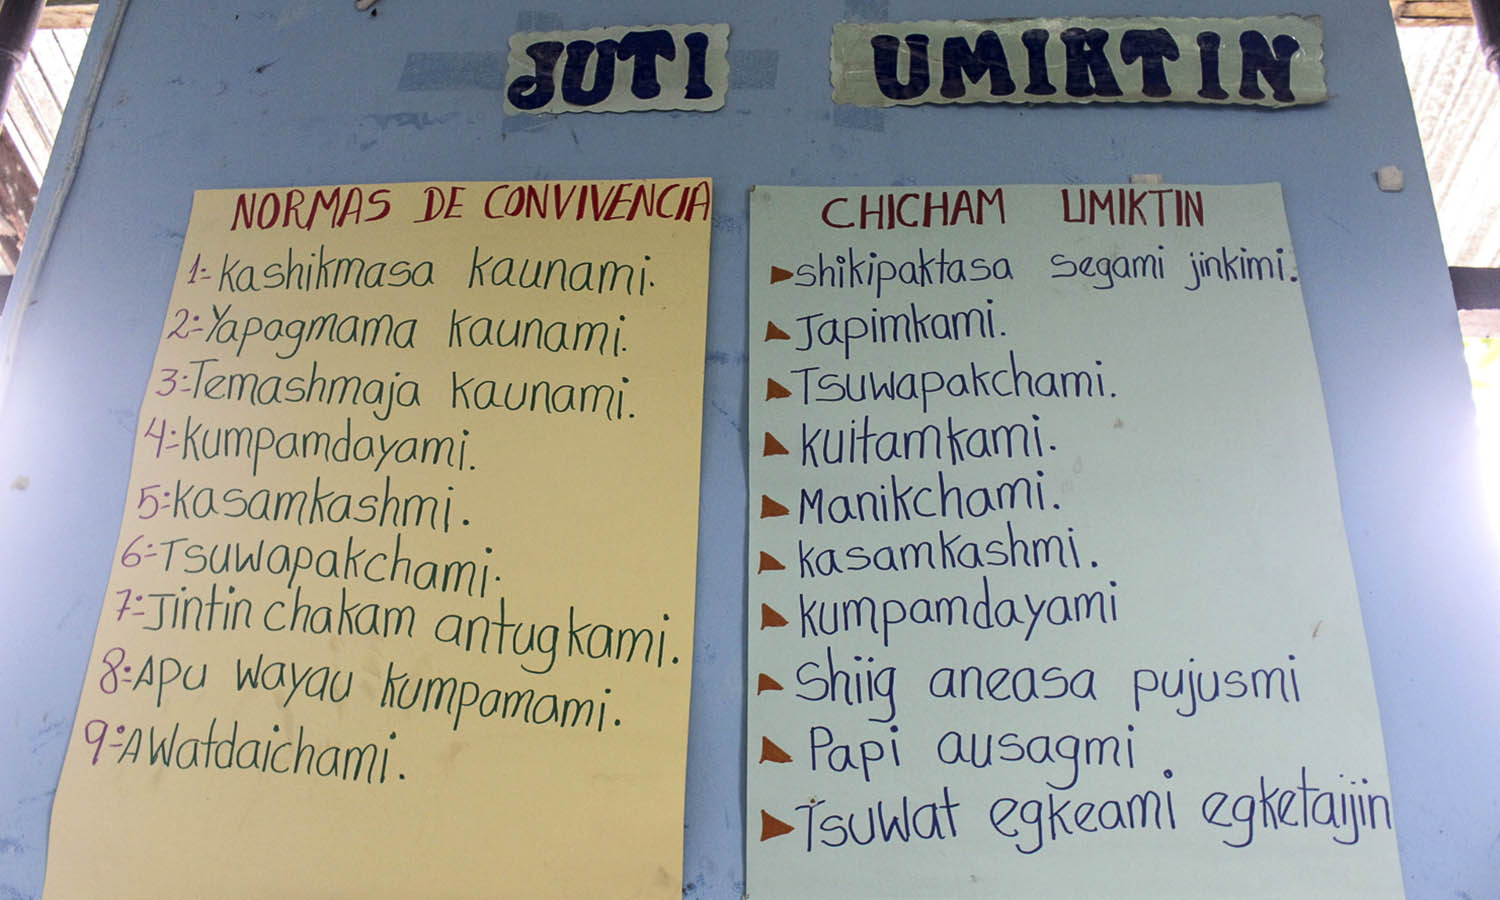 JUTI UMIKTIN
NORMAS DE CONVIVENCIA
1:- Kashikmasa kaunami.
2:- Yapagmama kaunami.
3:- Temashmaja kaunami.
4:- Kumpamdayami.
5:- Kasamkashmi.
6:- Tsuwapakchami.
7:- Jintin chakam antugkami.
8:- APU wayau kumpamami.
9:- AWatdaichami.
CHICHAM UMIKTIN
shikipaktasa segami jinkimi.
Japimkami.
Tsuwapakchami.
Kuitamkami.
Manikchami.
Kasamkashmi.
Kumpamdayami
Shiig aneasa pujusmi
Papi ausagmi
Tsuwat egkeami egketaijin